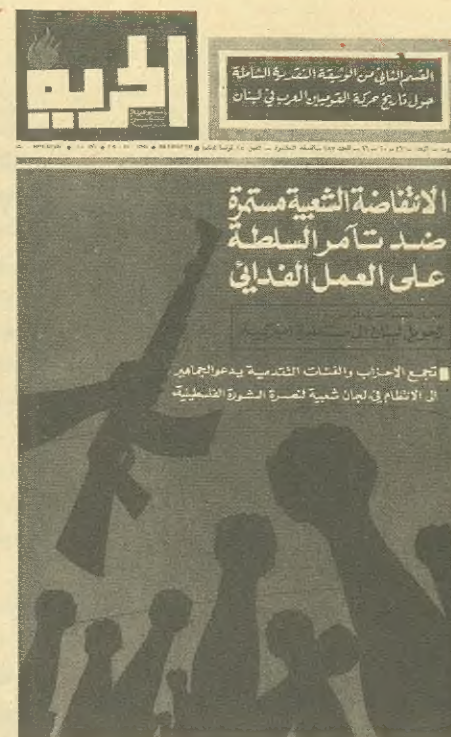 الحرية
القسم الثاني من الوثيقة النقدية الشاملة
حول تاريخ حركة القوميين العرب في لبنان
الانتفاضة الشعبية مستمرة
ضد تآمر السلطة
على العمل الفدائي
تجمع الاحزاب والفئات التقدمية يدعو الجماهير
الى الانتظام في لجان شعبية لنصرة الثورة الفلسطينية